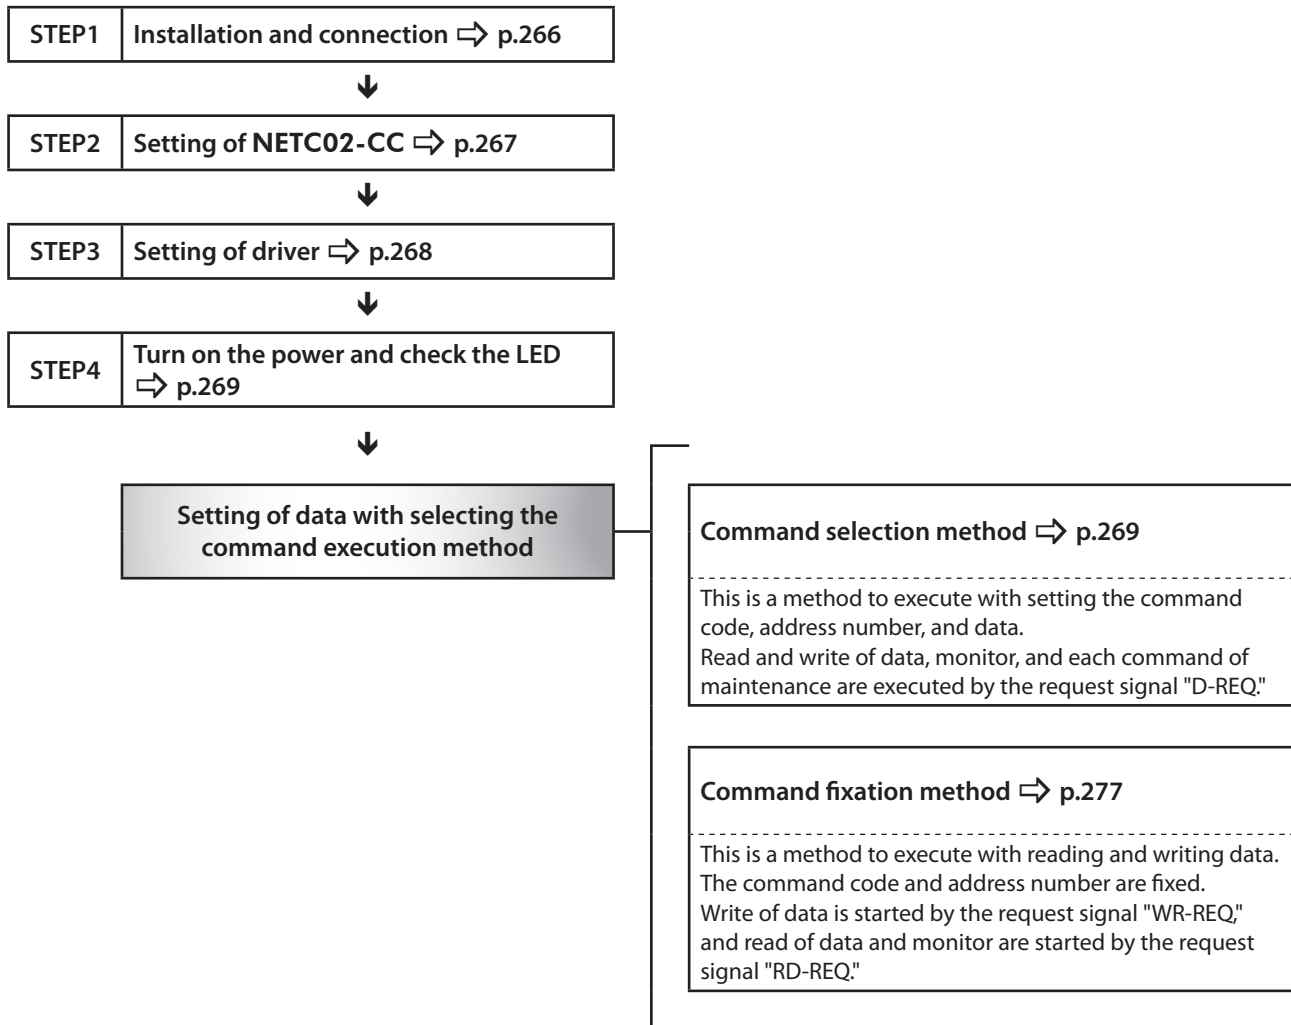 STEP1 Installation and connection ⇨ p.266
STEP2 Setting of NETC02-CC ⇨ p.267
STEP3 Setting of driver ⇨ p.268
STEP4 Turn on the power and check the LED
⇨ p.269
Setting of data with selecting the
command execution method
Command selection method ⇨ p.269
This is a method to execute with setting the command
code, address number, and data.
Read and write of data, monitor, and each command of
maintenance are executed by the request signal "D-REQ."
Command fixation method ⇨ p.277
This is a method to execute with reading and writing data.
The command code and address number are fixed.
Write of data is started by the request signal "WR-REQ,"
and read of data and monitor are started by the request
signal "RD-REQ."